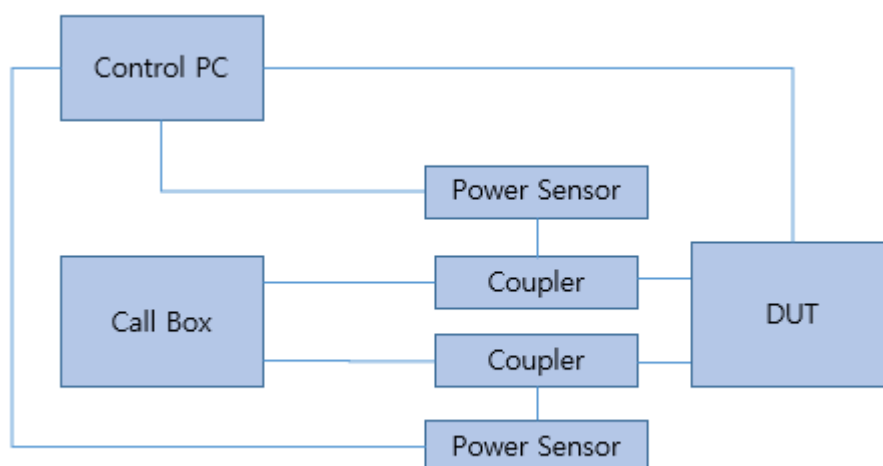 Control PC
Power Sensor
Coupler
Call Box
DUT
Coupler
Power Sensor